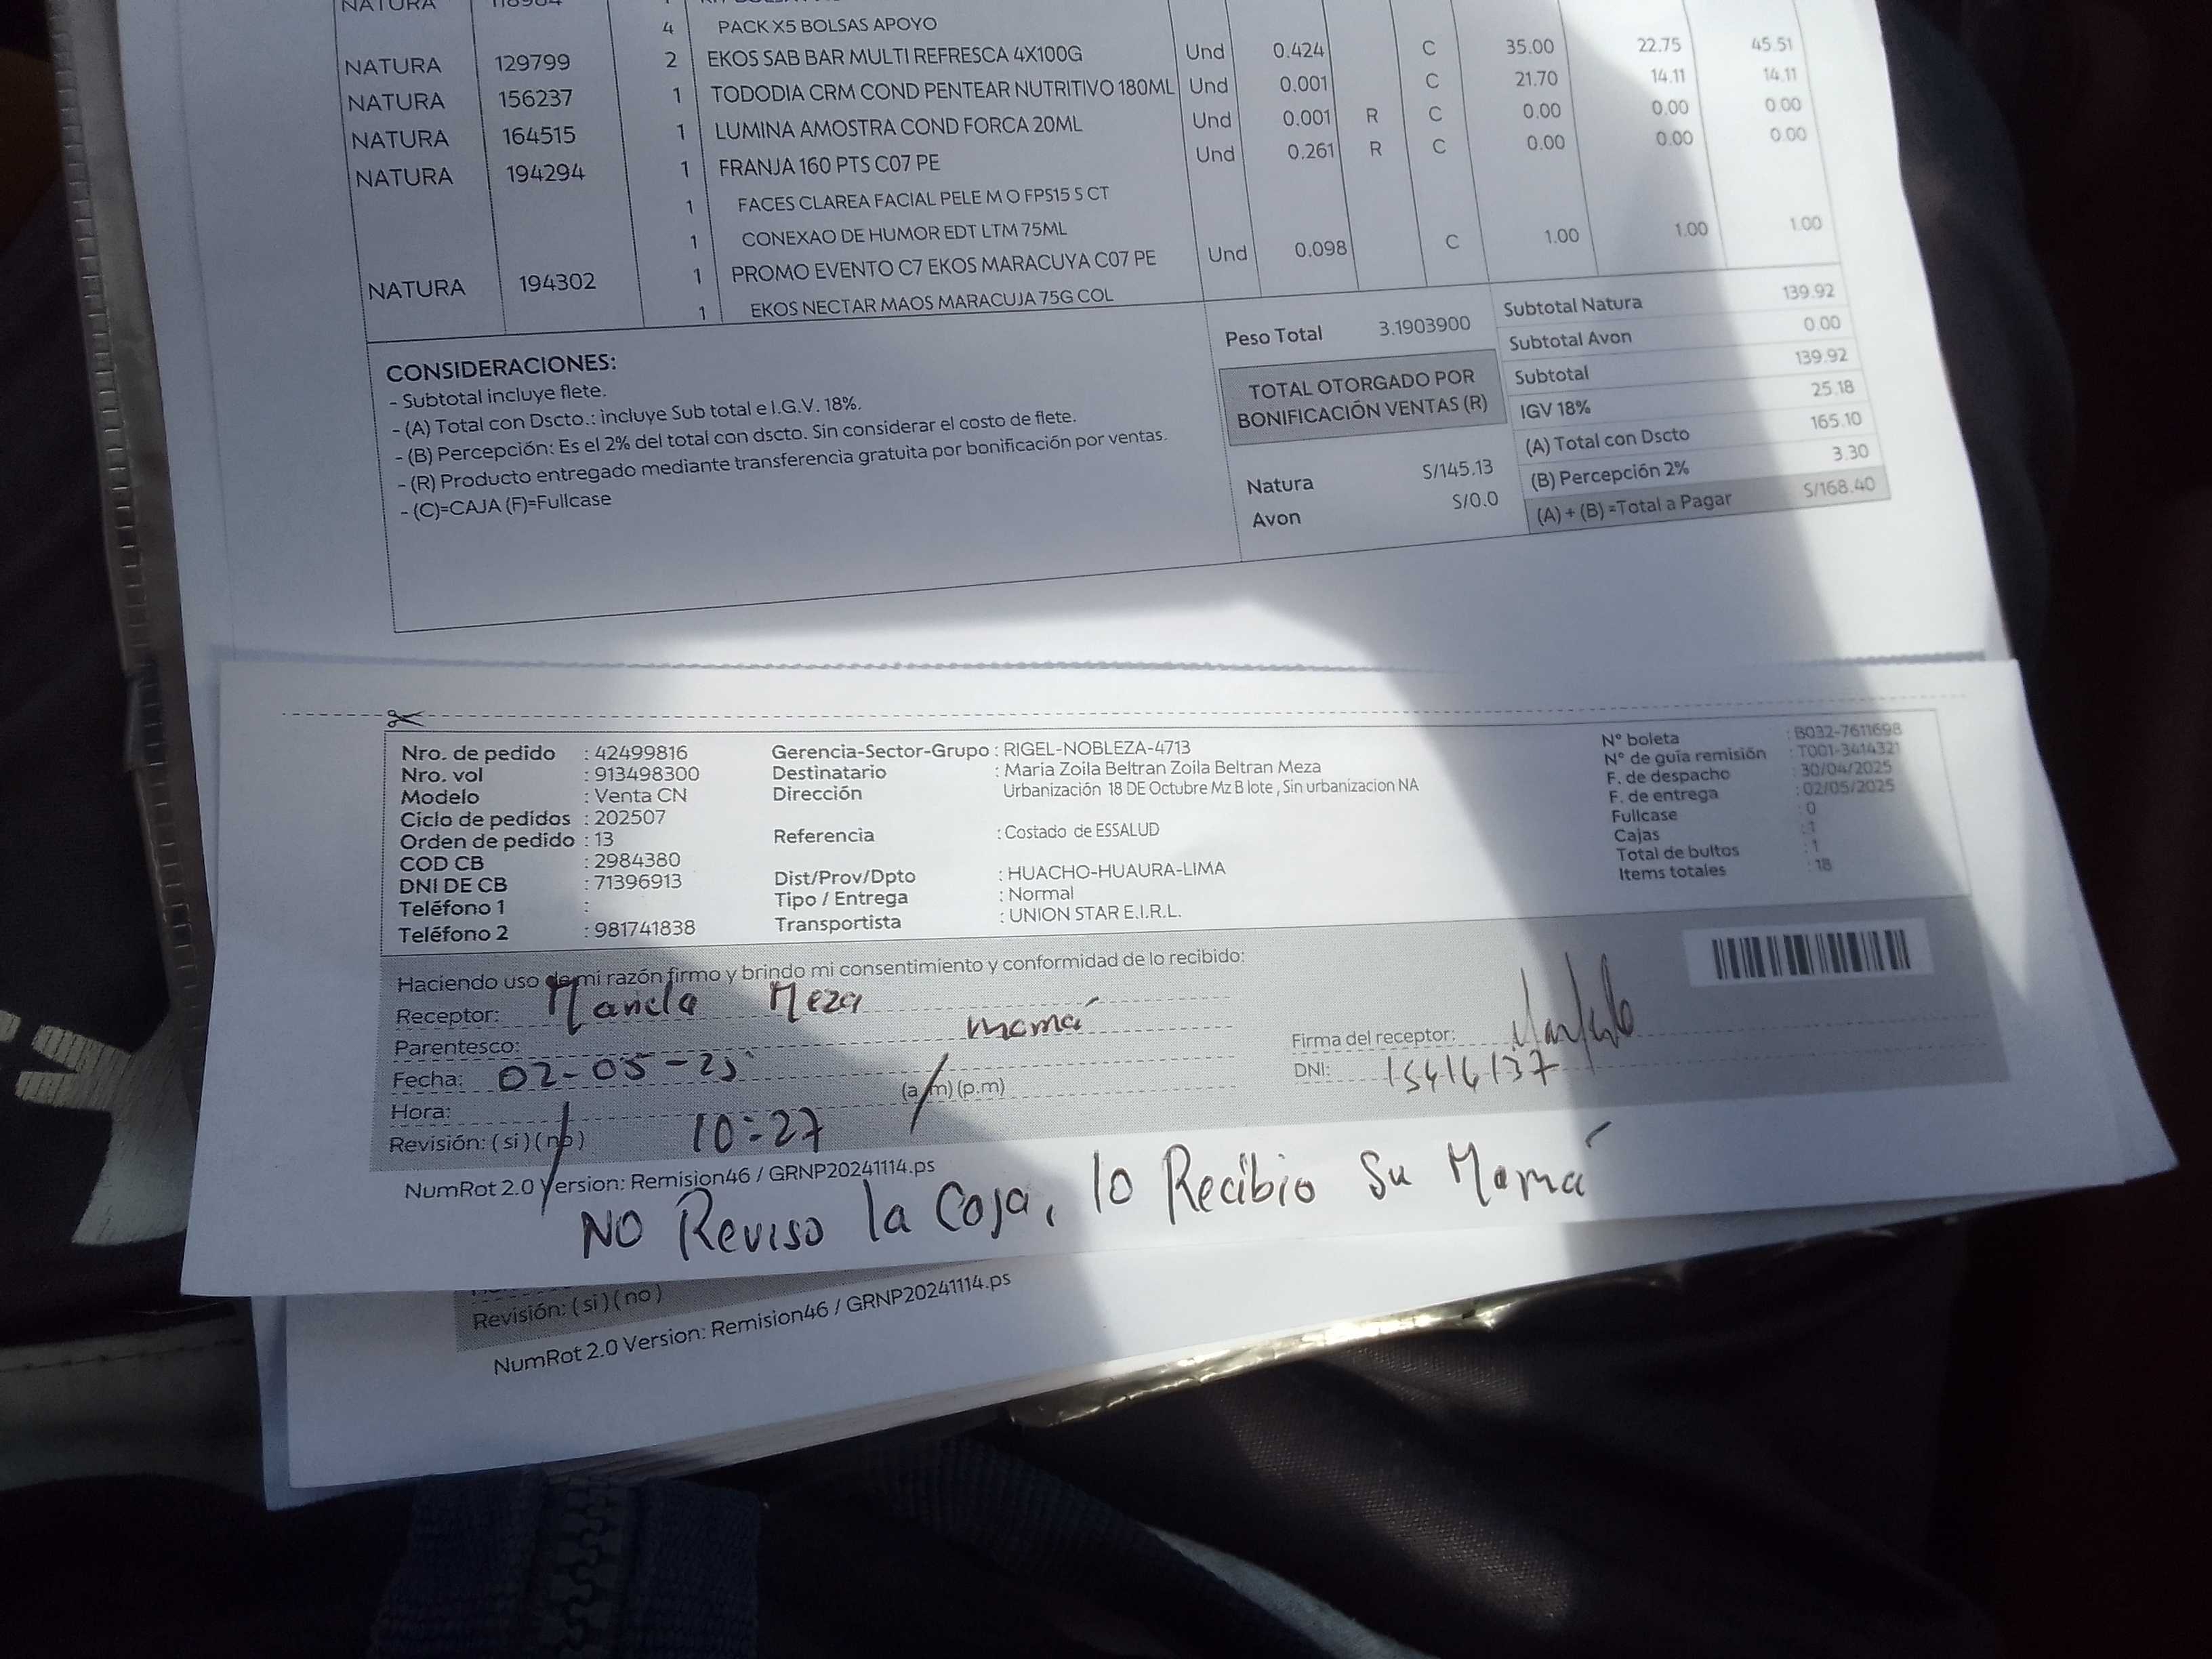 NATURA
4 PACK X5 BOLSAS APOYO
NATURA 129799 2 EKOS SAB BAR MULTI REFRESCA 4X100G Und 0.424 C 35.00 22.75 45.51
NATURA 156237 1 TODODIA CRM COND PENTEAR NUTRITIVO 180ML Und 0.001 C 21.70 14.11 14.11
NATURA 164515 1 LUMINA AMOSTRA COND FORCA 20ML Und 0.001 R C 0.00 0.00 0.00
NATURA 194294 1 FRANJA 160 PTS C07 PE Und 0.261 R C 0.00 0.00 0.00
1 FACES CLAREA FACIAL PELE M O FPS15 S CT
1 CONEXAO DE HUMOR EDT LTM 75ML
NATURA 194302 1 PROMO EVENTO C7 EKOS MARACUYA C07 PE Und 0.098 C 1.00 1.00 1.00
1 EKOS NECTAR MAOS MARACUJA 75G COL
CONSIDERACIONES:
- Subtotal incluye flete.
- (A) Total con Dscto.: incluye Sub total e I.G.V. 18%.
- (B) Percepción: Es el 2% del total con dscto. Sin considerar el costo de flete.
- (R) Producto entregado mediante transferencia gratuita por bonificación por ventas.
- (C)=CAJA (F)=Fullcase
Peso Total 3.1903900
TOTAL OTORGADO POR
BONIFICACIÓN VENTAS (R)
Natura S/145.13
Avon S/0.0
Subtotal Natura 139.92
Subtotal Avon 0.00
Subtotal 139.92
IGV 18% 25.18
(A) Total con Dscto 165.10
(B) Percepción 2% 3.30
(A) + (B) =Total a Pagar S/168.40
Nro. de pedido : 42499816
Nro. vol : 913498300
Modelo : Venta CN
Ciclo de pedidos : 202507
Orden de pedido : 13
COD CB : 2984380
DNI DE CB : 71396913
Teléfono 1 :
Teléfono 2 : 981741838
Gerencia-Sector-Grupo : RIGEL-NOBLEZA-4713
Destinatario : Maria Zoila Beltran Zoila Beltran Meza
Dirección Urbanización 18 DE Octubre Mz B lote , Sin urbanizacion NA
Referencia : Costado de ESSALUD
Dist/Prov/Dpto : HUACHO-HUAURA-LIMA
Tipo / Entrega : Normal
Transportista : UNION STAR E.I.R.L.
N° boleta : B032-7611698
N° de guía remisión : T001-3414321
F. de despacho : 30/04/2025
F. de entrega : 02/05/2025
Fullcase : 0
Cajas : 1
Total de bultos : 1
Items totales : 18
Haciendo uso de mi razón firmo y brindo mi consentimiento y conformidad de lo recibido:
Receptor: Meza
Parentesco: mamá
Fecha: 02-05-25
Hora: 10:27 (a.m) (p.m)
Revisión: ( si ) ( no )
Firma del receptor:
DNI: 15414137
NumRot 2.0 Version: Remision46 / GRNP20241114.ps
NO Reviso la Caja, lo Recibio Su Mamá
Revisión: ( si ) ( no )
NumRot 2.0 Version: Remision46 / GRNP20241114.ps